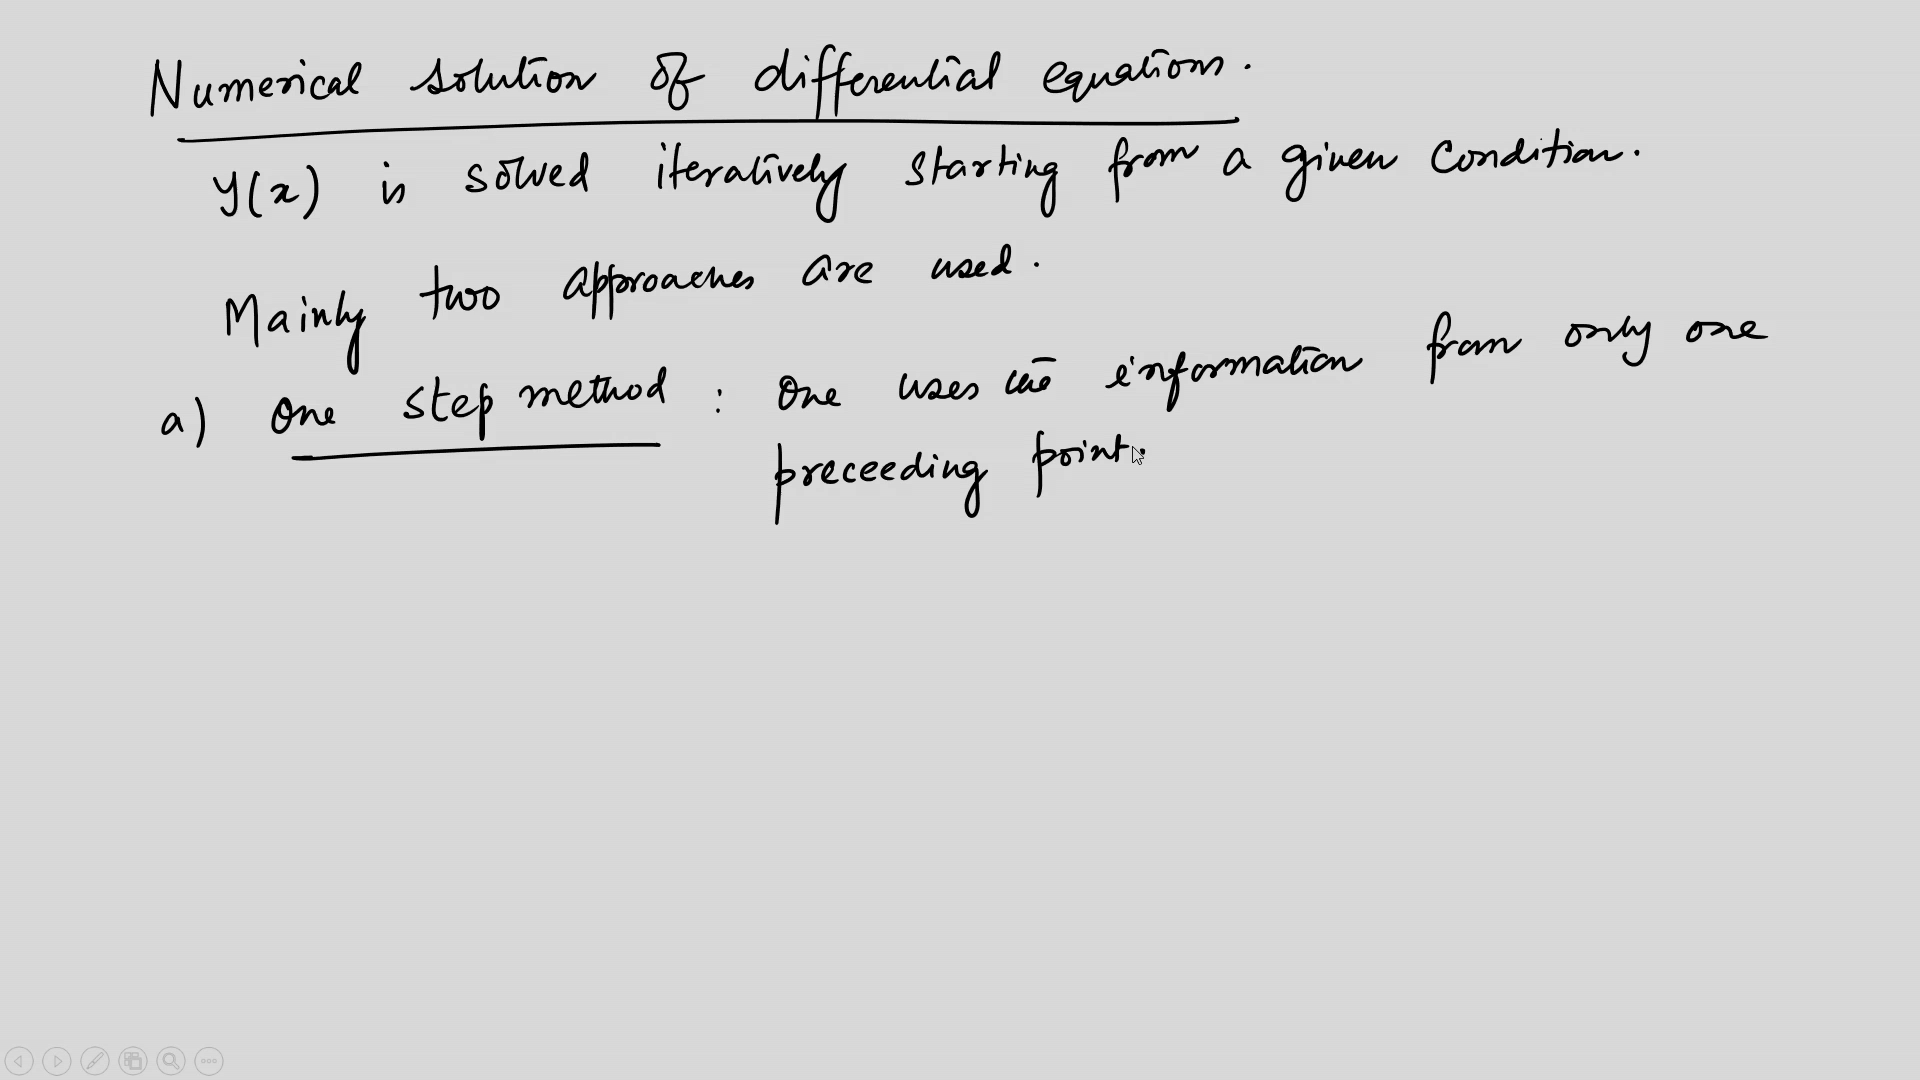 Numerical solution of differential equations.
y(x) is solved iteratively starting from a given condition.
Mainly two approaches are used.
a) One step method : One uses the information from only one
preceeding point.